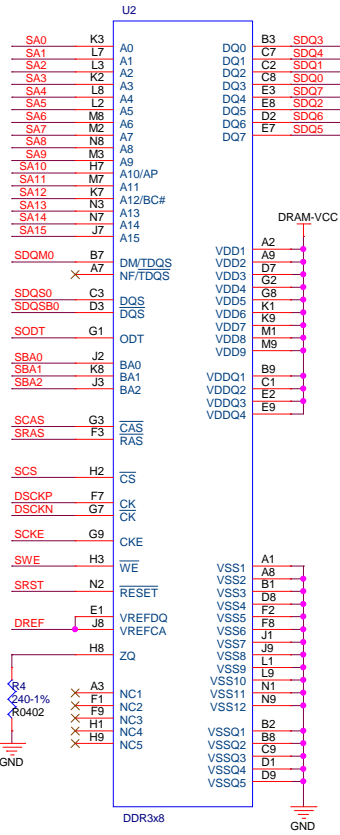 U2
SA0 K3 A0 DQ0 B3 SDQ3
SA1 L7 A1 DQ1 C7 SDQ4
SA2 L3 A2 DQ2 C2 SDQ1
SA3 K2 A3 DQ3 C8 SDQ0
SA4 L8 A4 DQ4 E3 SDQ7
SA5 L2 A5 DQ5 E8 SDQ2
SA6 M8 A6 DQ6 D2 SDQ6
SA7 M2 A7 DQ7 E7 SDQ5
SA8 N8 A8
SA9 M3 A9
SA10 H7 A10/AP
SA11 M7 A11
SA12 K7 A12/BC#
SA13 N3 A13
SA14 N7 A14
SA15 J7 A15
DRAM-VCC
SDQM0 B7 DM/TDQS
A7 NF/TDQS
VDD1 A2
VDD2 A9
VDD3 D7
VDD4 G2
VDD5 G8
VDD6 K1
VDD7 K9
VDD8 M1
VDD9 M9
SDQS0 C3 DQS
SDQSB0 D3 DQS
SODT G1 ODT
SBA0 J2 BA0
SBA1 K8 BA1
SBA2 J3 BA2
VDDQ1 B9
VDDQ2 C1
VDDQ3 E2
VDDQ4 E9
SCAS G3 CAS
SRAS F3 RAS
SCS H2 CS
DSCKP F7 CK
DSCKN G7 CK
SCKE G9 CKE
SWE H3 WE
SRST N2 RESET
E1 VREFDQ
DREF J8 VREFCA
H8 ZQ
VSS1 A1
VSS2 A8
VSS3 B1
VSS4 D8
VSS5 F2
VSS6 F8
VSS7 J1
VSS8 J9
VSS9 L1
VSS10 L9
VSS11 N1
VSS12 N9
R4
240-1%
R0402
GND
A3 NC1
F1 NC2
F9 NC3
H1 NC4
H9 NC5
VSSQ1 B2
VSSQ2 B8
VSSQ3 C9
VSSQ4 D1
VSSQ5 D9
GND
DDR3x8